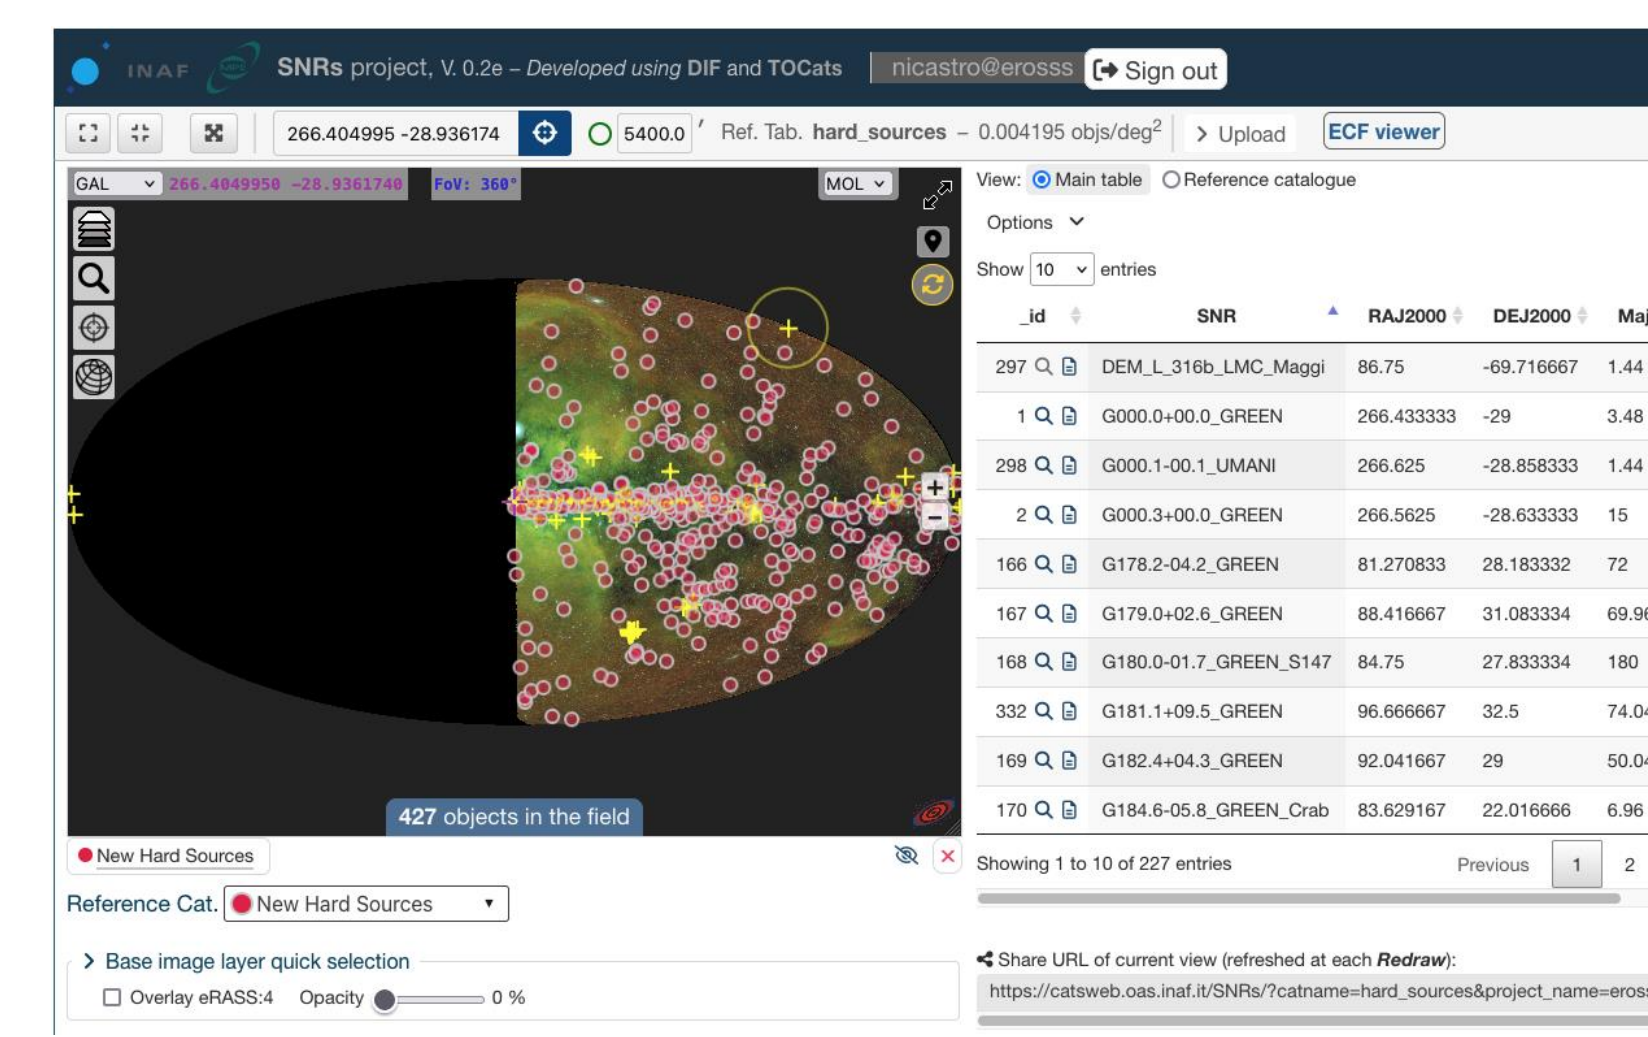 INAF SNRs project, V. 0.2e – Developed using DIF and TOCats nicastro@erosss Sign out
266.404995 -28.936174 5400.0 ′ Ref. Tab. hard_sources – 0.004195 objs/deg2 > Upload ECF viewer
GAL 266.4049950 -28.9361740 FoV: 360° MOL
427 objects in the field
New Hard Sources
Reference Cat. New Hard Sources
Base image layer quick selection
Overlay eRASS:4 Opacity 0 %
View: Main table Reference catalogue
Options
Show 10 entries
_id SNR RAJ2000 DEJ2000 Maj
297 DEM_L_316b_LMC_Maggi 86.75 -69.716667 1.44
1 G000.0+00.0_GREEN 266.433333 -29 3.48
298 G000.1-00.1_UMANI 266.625 -28.858333 1.44
2 G000.3+00.0_GREEN 266.5625 -28.633333 15
166 G178.2-04.2_GREEN 81.270833 28.183332 72
167 G179.0+02.6_GREEN 88.416667 31.083334 69.96
168 G180.0-01.7_GREEN_S147 84.75 27.833334 180
332 G181.1+09.5_GREEN 96.666667 32.5 74.04
169 G182.4+04.3_GREEN 92.041667 29 50.04
170 G184.6-05.8_GREEN_Crab 83.629167 22.016666 6.96
Showing 1 to 10 of 227 entries Previous 1 2
Share URL of current view (refreshed at each Redraw):
https://catsweb.oas.inaf.it/SNRs/?catname=hard_sources&project_name=eross